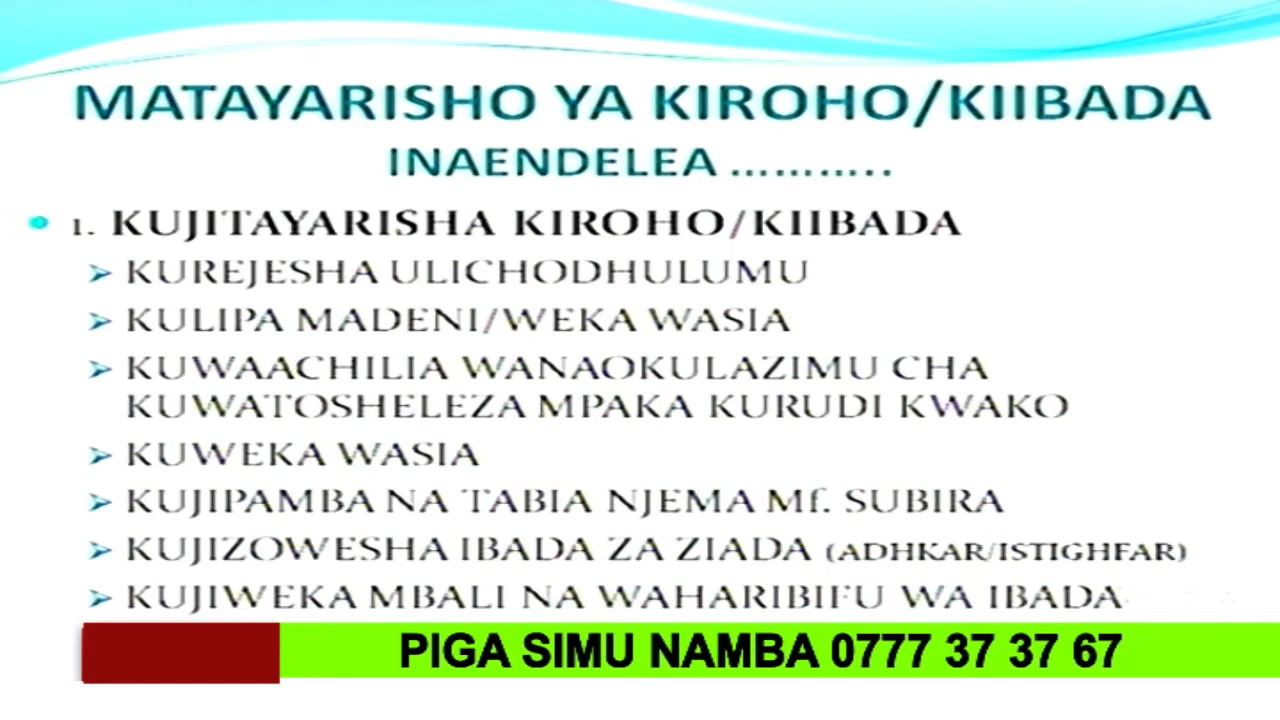 MATAYARISHO YA KIROHO/KIIBADA
INAENDELEA ………..
• 1. KUJITAYARISHA KIROHO/KIIBADA
➢ KUREJESHA ULICHODHULUMU
➢ KULIPA MADENI/WEKA WASIA
➢ KUWAACHILIA WANAOKULAZIMU CHA
KUWATOSHELEZA MPAKA KURUDI KWAKO
➢ KUWEKA WASIA
➢ KUJIPAMBA NA TABIA NJEMA Mf. SUBIRA
➢ KUJIZOWESHA IBADA ZA ZIADA (ADHKAR/ISTIGHFAR)
➢ KUJIWEKA MBALI NA WAHARIBIFU WA IBADA
PIGA SIMU NAMBA 0777 37 37 67